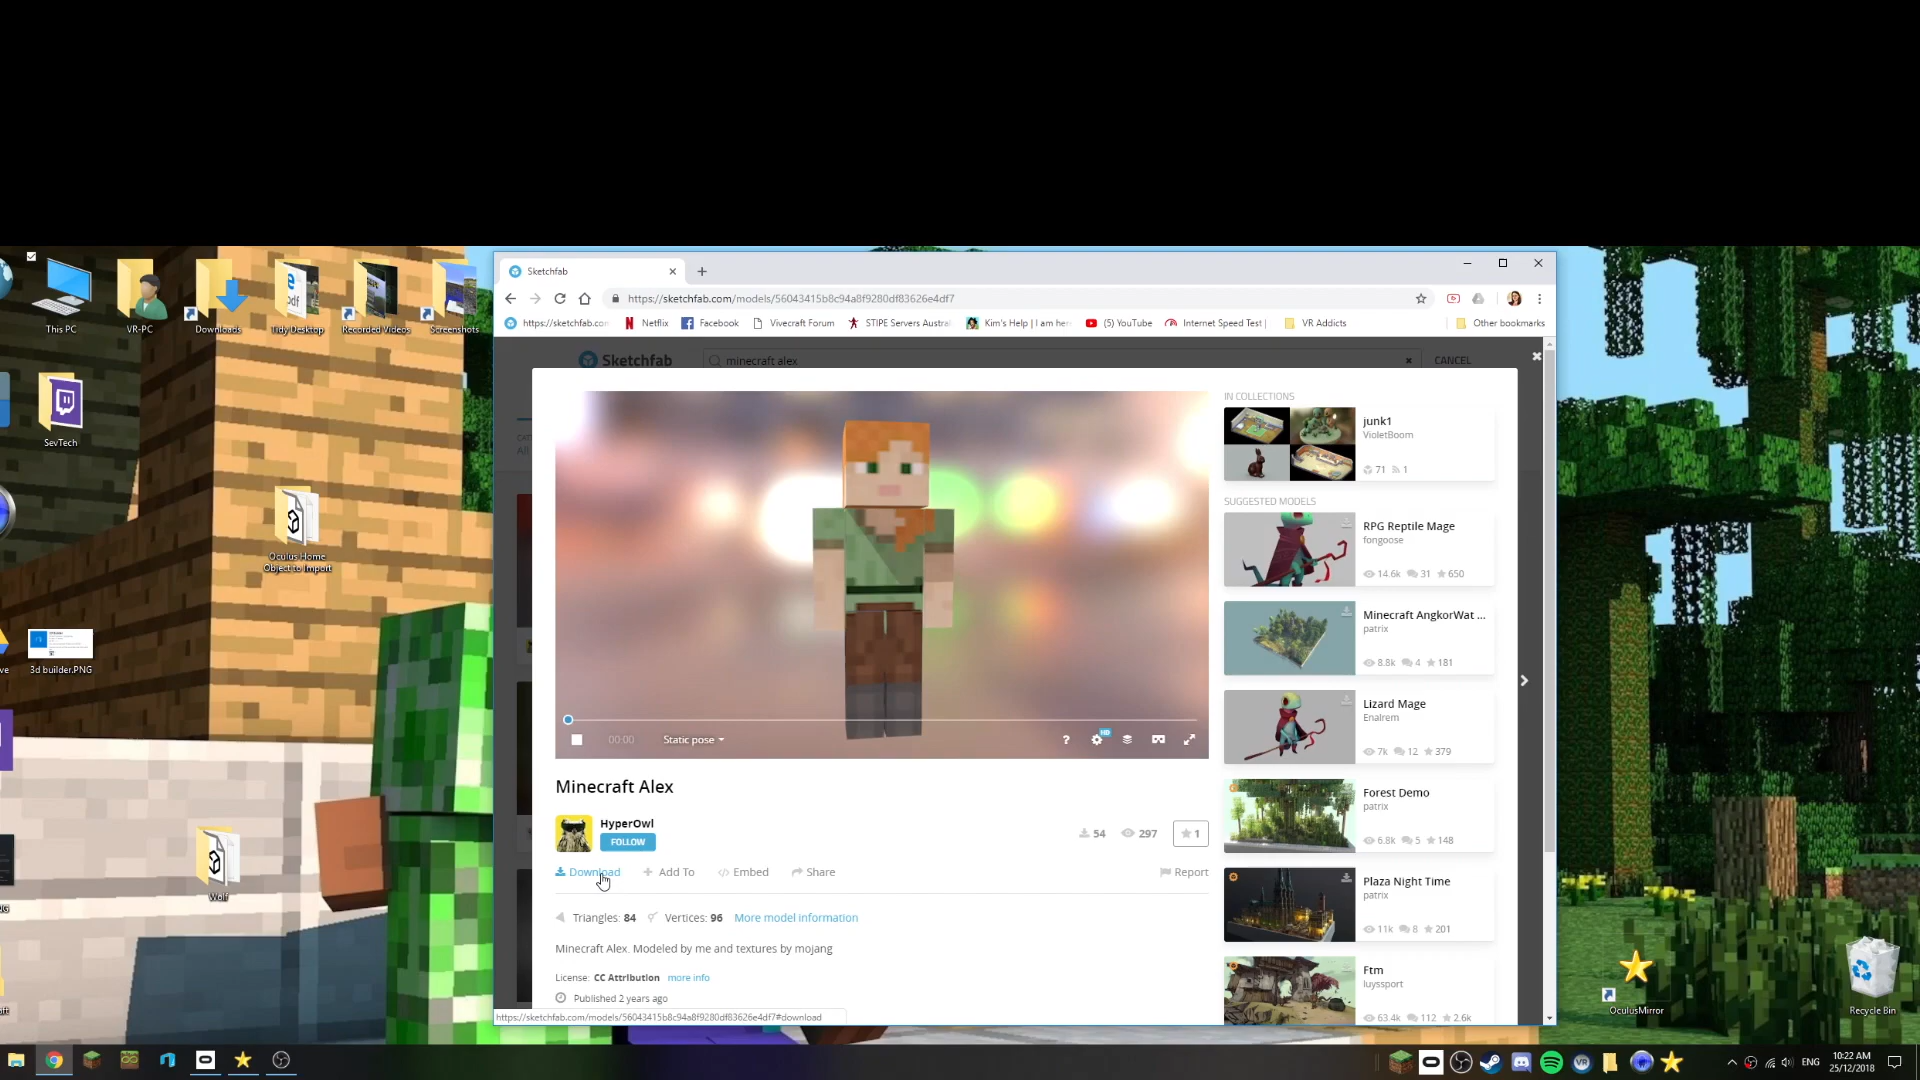 This PC
VR-PC
Downloads
Tidy Desktop
Recorded Videos
Screenshots
SevTech
Oculus Home
Object to Import
3d builder.PNG
Wolf
OculusMirror
Recycle Bin
Sketchfab
https://sketchfab.com/models/56043415b8c94a8f9280df83626e4df7
https://sketchfab.com
Netflix
Facebook
Vivecraft Forum
STIPE Servers Austra
Kim's Help | I am her
(5) YouTube
Internet Speed Test |
VR Addicts
Other bookmarks
Sketchfab
minecraft alex
CANCEL
00:00
Static pose
?
HD
Minecraft Alex
HyperOwl
FOLLOW
54
297
1
Download
Add To
Embed
Share
Report
Triangles: 84
Vertices: 96
More model information
Minecraft Alex. Modeled by me and textures by mojang
License: CC Attribution more info
Published 2 years ago
https://sketchfab.com/models/56043415b8c94a8f9280df83626e4df7#download
IN COLLECTIONS
junk1
VioletBoom
71 1
SUGGESTED MODELS
RPG Reptile Mage
fongoose
14.6k 31 650
Minecraft AngkorWat ...
patrix
8.8k 4 181
Lizard Mage
Enalrem
7k 12 379
Forest Demo
patrix
6.8k 5 148
Plaza Night Time
patrix
11k 8 201
Ftm
luyssport
63.4k 112 2.6k
ENG
10:22 AM
25/12/2018